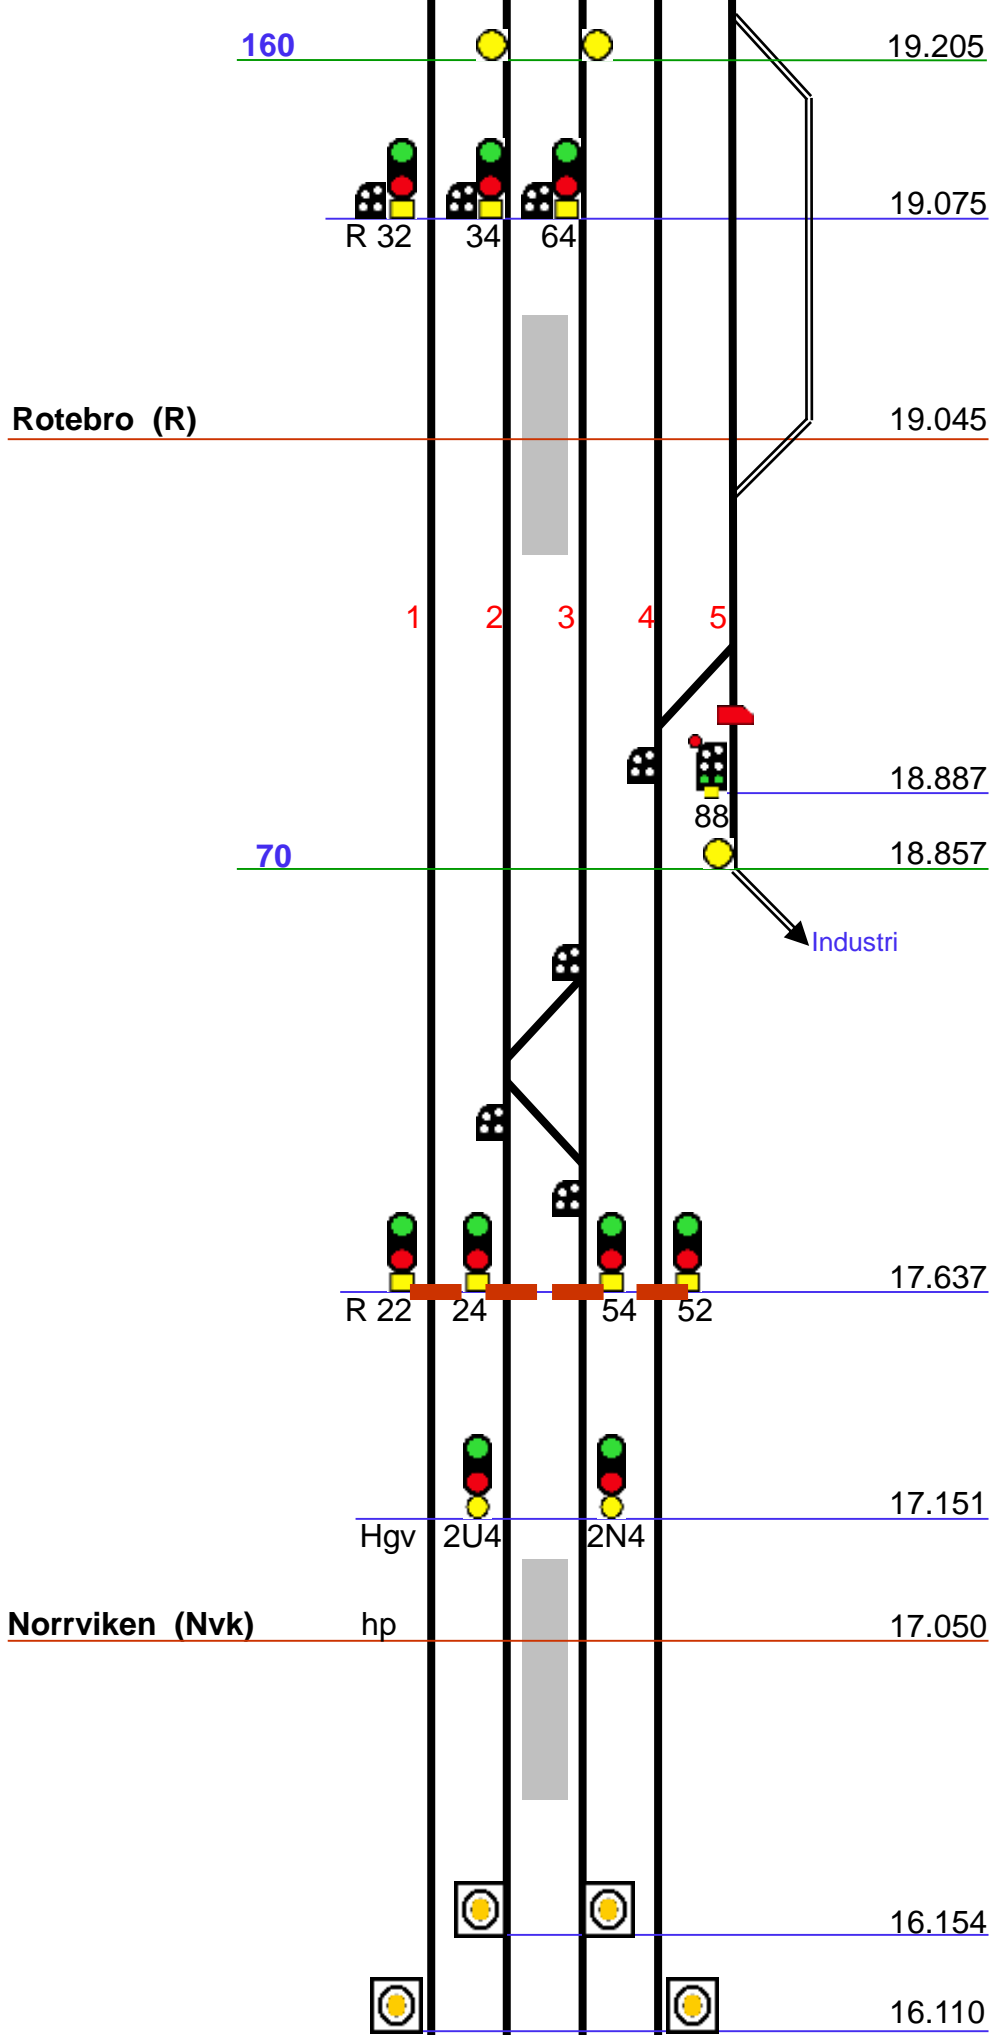 160 19.205
19.075
R 32 34 64
Rotebro (R) 19.045
1 2 3 4 5
18.887
88
70 18.857
Industri
17.637
R 22 24 54 52
17.151
Hgv 2U4 2N4
Norrviken (Nvk) hp 17.050
16.154
16.110